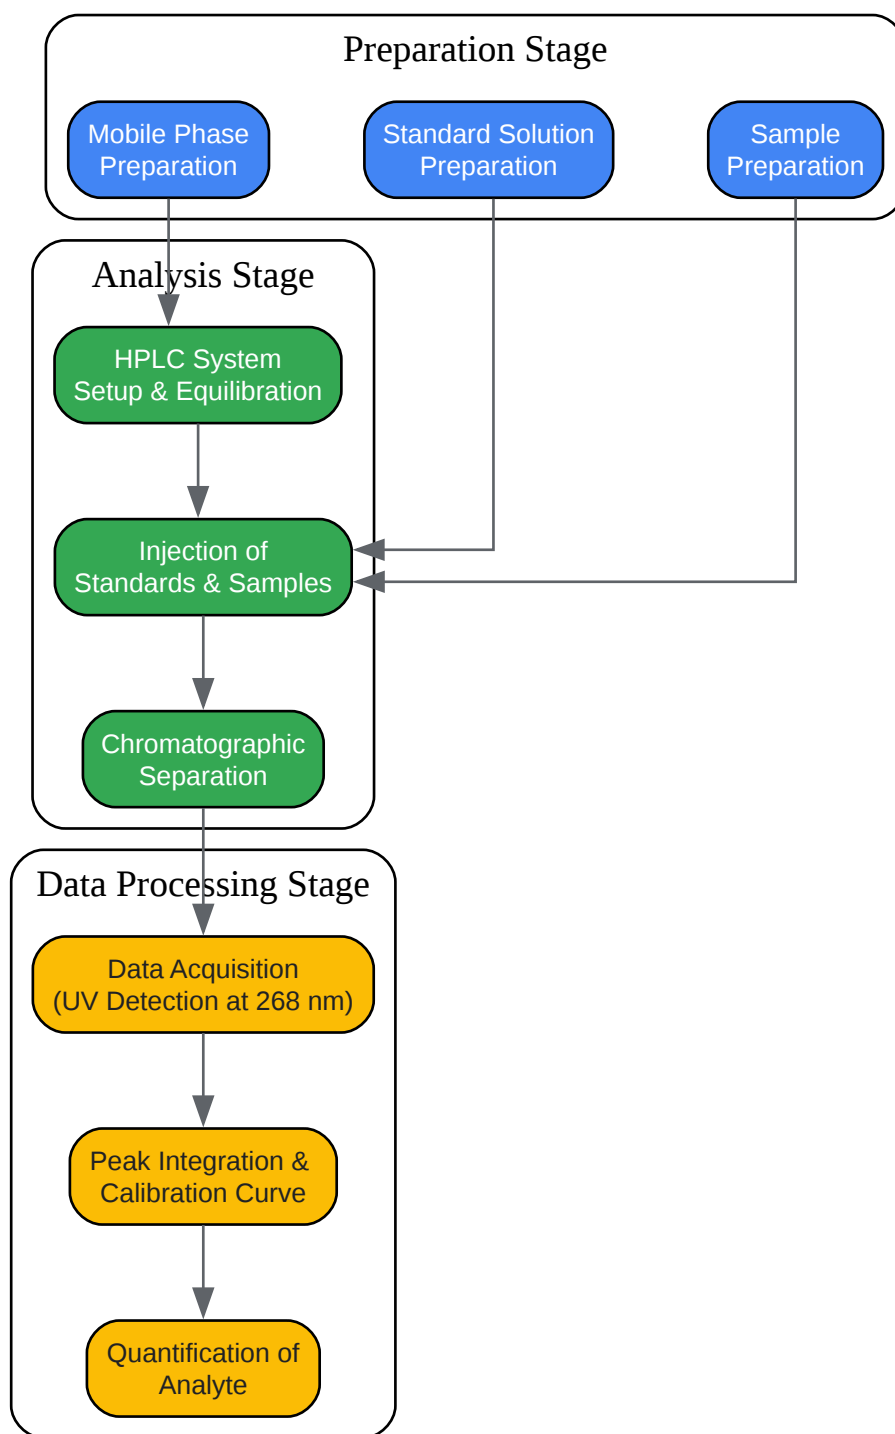 Preparation Stage
Mobile Phase
Preparation
Standard Solution
Preparation
Sample
Preparation
Analysis Stage
HPLC System
Setup & Equilibration
Injection of
Standards & Samples
Chromatographic
Separation
Data Processing Stage
Data Acquisition
(UV Detection at 268 nm)
Peak Integration &
Calibration Curve
Quantification of
Analyte